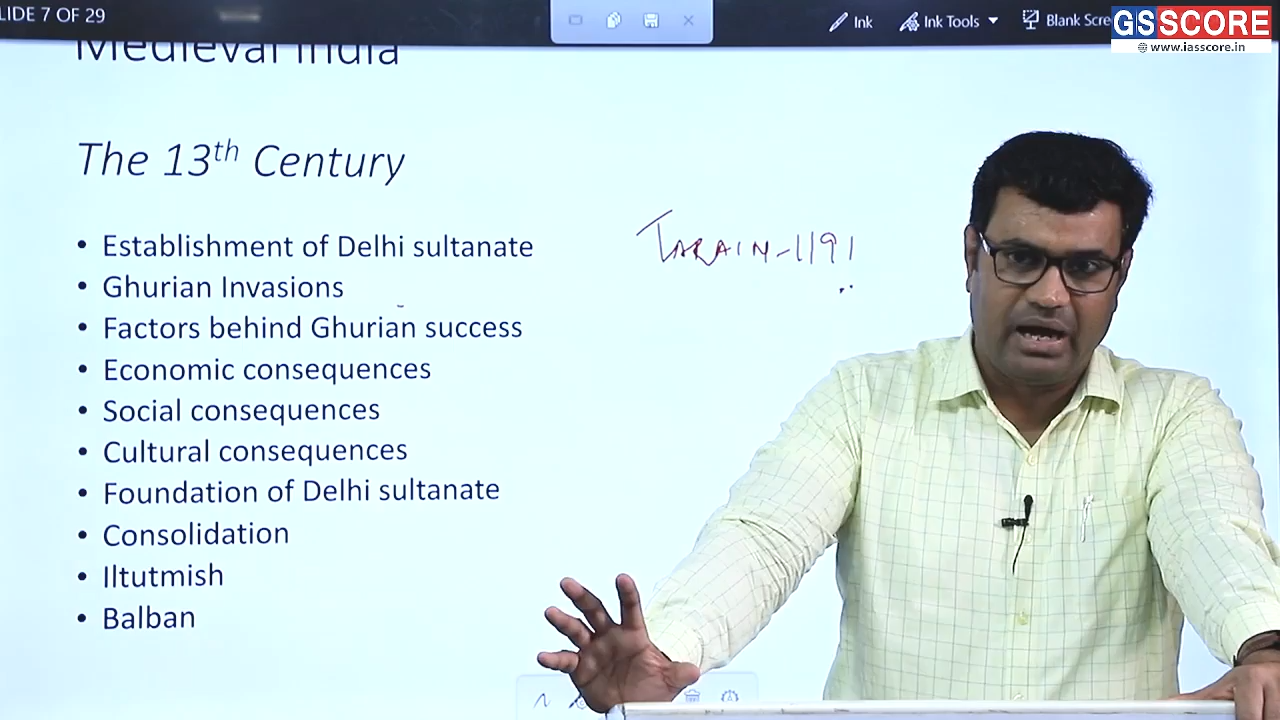 LIDE 7 OF 29
Ink
Ink Tools
Blank Scre
GSSCORE
www.iasscore.in
Medieval India
The 13th Century
• Establishment of Delhi sultanate
• Ghurian Invasions
• Factors behind Ghurian success
• Economic consequences
• Social consequences
• Cultural consequences
• Foundation of Delhi sultanate
• Consolidation
• Iltutmish
• Balban
TARAIN-1191